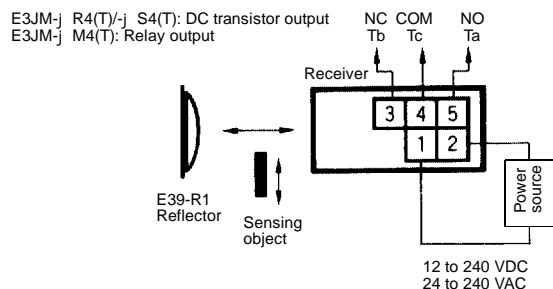 E3JM-j R4(T)/-j S4(T): DC transistor output
E3JM-j M4(T): Relay output
NC COM NO
Tb Tc Ta
Receiver
3 4 5
1 2
E39-R1
Reflector
Sensing
object
Power
source
12 to 240 VDC
24 to 240 VAC